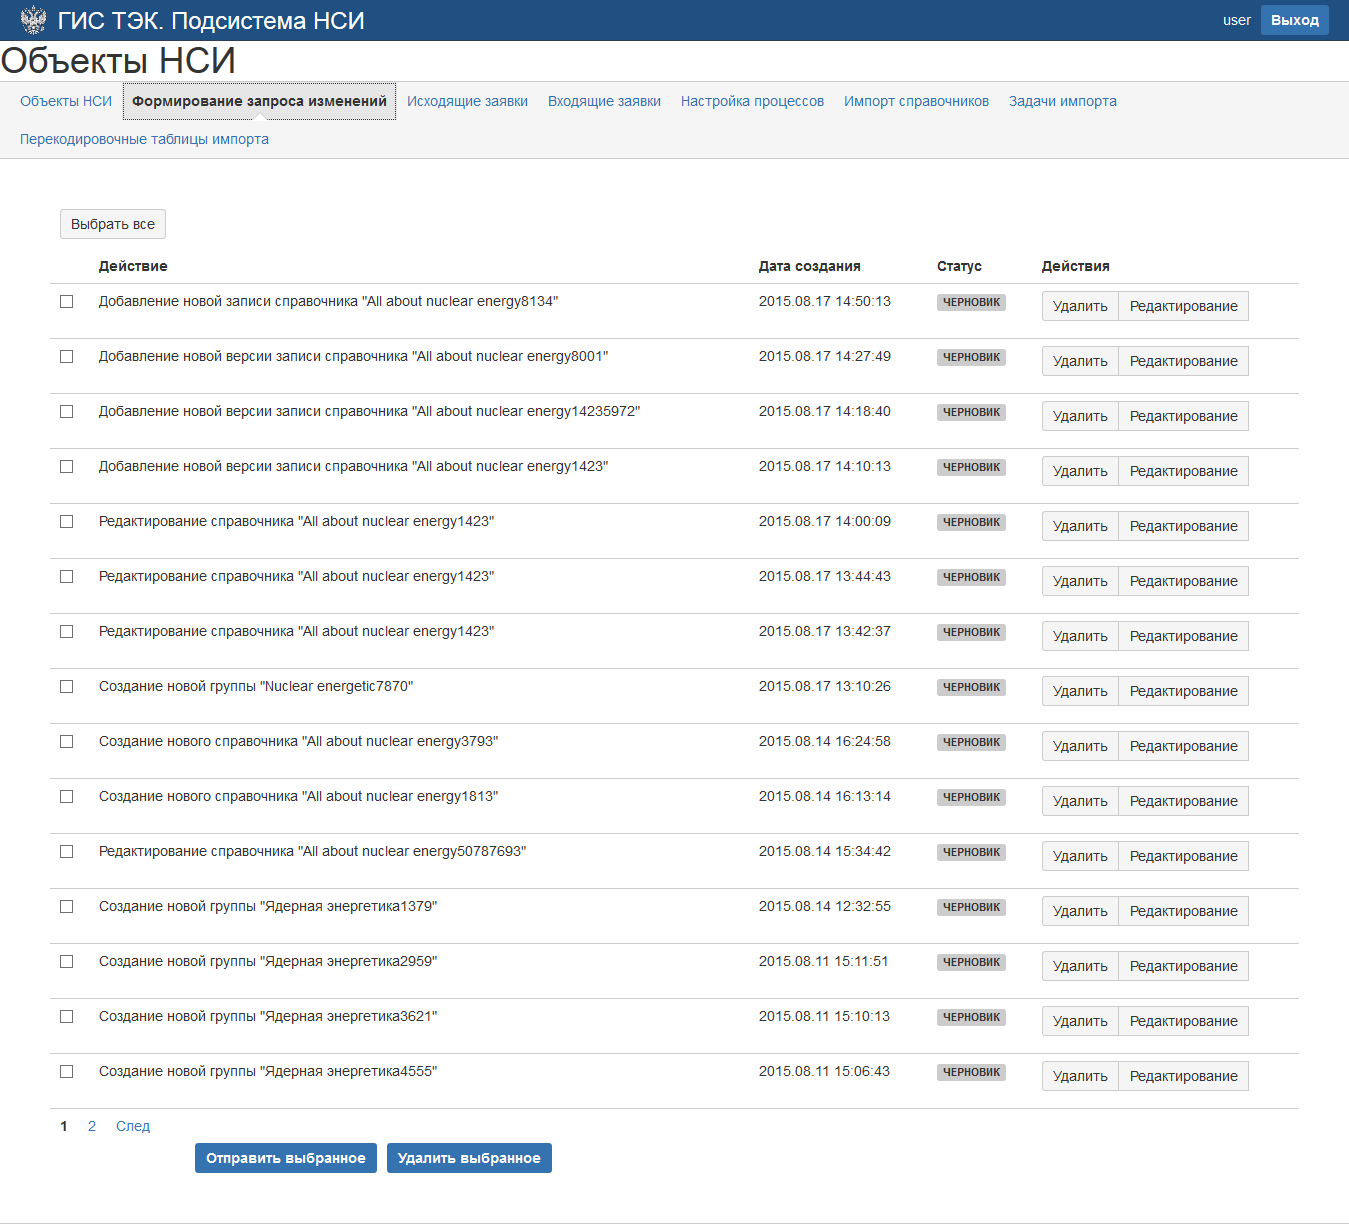 ГИС ТЭК. Подсистема НСИ
user Выход
Объекты НСИ
Объекты НСИ Формирование запроса изменений Исходящие заявки Входящие заявки Настройка процессов Импорт справочников Задачи импорта
Перекодировочные таблицы импорта
Выбрать все
Действие Дата создания Статус Действия
Добавление новой записи справочника "All about nuclear energy8134" 2015.08.17 14:50:13 ЧЕРНОВИК Удалить Редактирование
Добавление новой версии записи справочника "All about nuclear energy8001" 2015.08.17 14:27:49 ЧЕРНОВИК Удалить Редактирование
Добавление новой версии записи справочника "All about nuclear energy14235972" 2015.08.17 14:18:40 ЧЕРНОВИК Удалить Редактирование
Добавление новой версии записи справочника "All about nuclear energy1423" 2015.08.17 14:10:13 ЧЕРНОВИК Удалить Редактирование
Редактирование справочника "All about nuclear energy1423" 2015.08.17 14:00:09 ЧЕРНОВИК Удалить Редактирование
Редактирование справочника "All about nuclear energy1423" 2015.08.17 13:44:43 ЧЕРНОВИК Удалить Редактирование
Редактирование справочника "All about nuclear energy1423" 2015.08.17 13:42:37 ЧЕРНОВИК Удалить Редактирование
Создание новой группы "Nuclear energetic7870" 2015.08.17 13:10:26 ЧЕРНОВИК Удалить Редактирование
Создание нового справочника "All about nuclear energy3793" 2015.08.14 16:24:58 ЧЕРНОВИК Удалить Редактирование
Создание нового справочника "All about nuclear energy1813" 2015.08.14 16:13:14 ЧЕРНОВИК Удалить Редактирование
Редактирование справочника "All about nuclear energy50787693" 2015.08.14 15:34:42 ЧЕРНОВИК Удалить Редактирование
Создание новой группы "Ядерная энергетика1379" 2015.08.14 12:32:55 ЧЕРНОВИК Удалить Редактирование
Создание новой группы "Ядерная энергетика2959" 2015.08.11 15:11:51 ЧЕРНОВИК Удалить Редактирование
Создание новой группы "Ядерная энергетика3621" 2015.08.11 15:10:13 ЧЕРНОВИК Удалить Редактирование
Создание новой группы "Ядерная энергетика4555" 2015.08.11 15:06:43 ЧЕРНОВИК Удалить Редактирование
1 2 След
Отправить выбранное Удалить выбранное